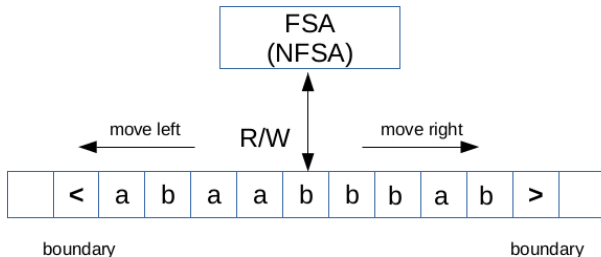 FSA
(NFSA)
move left R/W move right
< a b a a b b b a b >
boundary boundary